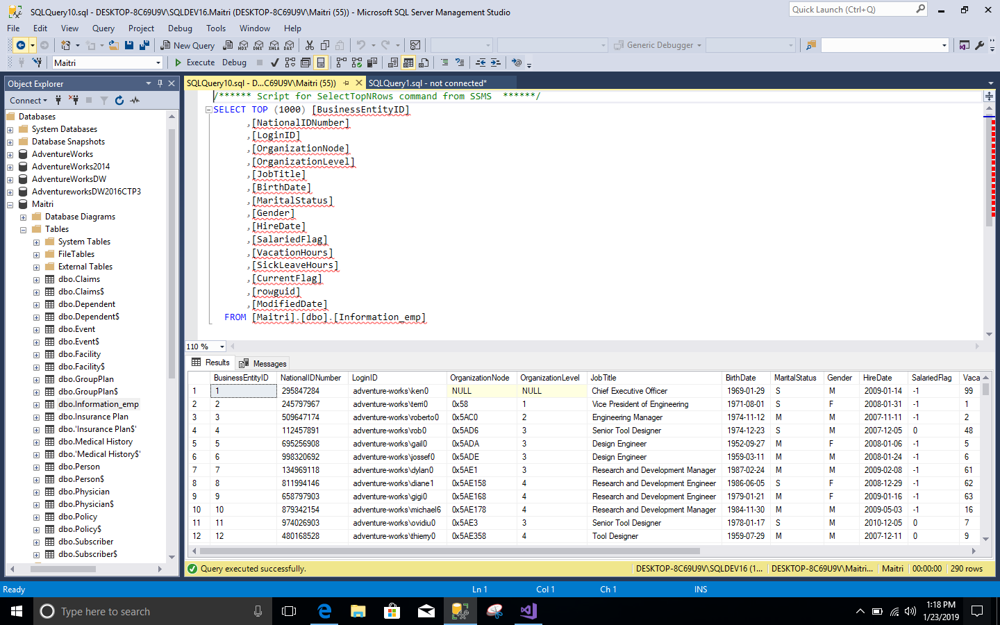 SQLQuery10.sql - DESKTOP-8C69U9V\SQLDEV16.Maitri (DESKTOP-8C69U9V\Maitri (55)) - Microsoft SQL Server Management Studio
Quick Launch (Ctrl+Q)
File Edit View Query Project Debug Tools Window Help
New Query MDX DMX XMLA DAX Generic Debugger
Maitri Execute Debug
Object Explorer
Connect
Databases
System Databases
Database Snapshots
AdventureWorks
AdventureWorks2014
AdventureWorksDW
AdventureworksDW2016CTP3
Maitri
Database Diagrams
Tables
System Tables
FileTables
External Tables
dbo.Claims
dbo.Claims$
dbo.Dependent
dbo.Dependent$
dbo.Event
dbo.Event$
dbo.Facility
dbo.Facility$
dbo.GroupPlan
dbo.GroupPlan$
dbo.Information_emp
dbo.Insurance Plan
dbo.'Insurance Plan$'
dbo.Medical History
dbo.'Medical History$'
dbo.Person
dbo.Person$
dbo.Physician
dbo.Physician$
dbo.Policy
dbo.Policy$
dbo.Subscriber
dbo.Subscriber$
SQLQuery10.sql - D...C69U9V\Maitri (55)) SQLQuery1.sql - not connected*
/****** Script for SelectTopNRows command from SSMS  ******/
SELECT TOP (1000) [BusinessEntityID]
,[NationalIDNumber]
,[LoginID]
,[OrganizationNode]
,[OrganizationLevel]
,[JobTitle]
,[BirthDate]
,[MaritalStatus]
,[Gender]
,[HireDate]
,[SalariedFlag]
,[VacationHours]
,[SickLeaveHours]
,[CurrentFlag]
,[rowguid]
,[ModifiedDate]
FROM [Maitri].[dbo].[Information_emp]
110 %
Results Messages
BusinessEntityID NationalIDNumber LoginID OrganizationNode OrganizationLevel JobTitle BirthDate MaritalStatus Gender HireDate SalariedFlag Vaca
1 1 295847284 adventure-works\ken0 NULL NULL Chief Executive Officer 1969-01-29 S M 2009-01-14 -1 99
2 2 245797967 adventure-works\terri0 0x58 1 Vice President of Engineering 1971-08-01 S F 2008-01-31 -1 1
3 3 509647174 adventure-works\roberto0 0x5AC0 2 Engineering Manager 1974-11-12 M M 2007-11-11 -1 2
4 4 112457891 adventure-works\rob0 0x5AD6 3 Senior Tool Designer 1974-12-23 S M 2007-12-05 0 48
5 5 695256908 adventure-works\gail0 0x5ADA 3 Design Engineer 1952-09-27 M F 2008-01-06 -1 5
6 6 998320692 adventure-works\jossef0 0x5ADE 3 Design Engineer 1959-03-11 M M 2008-01-24 -1 6
7 7 134969118 adventure-works\dylan0 0x5AE1 3 Research and Development Manager 1987-02-24 M M 2009-02-08 -1 61
8 8 811994146 adventure-works\diane1 0x5AE158 4 Research and Development Engineer 1986-06-05 S F 2008-12-29 -1 62
9 9 658797903 adventure-works\gigi0 0x5AE168 4 Research and Development Engineer 1979-01-21 M F 2009-01-16 -1 63
10 10 879342154 adventure-works\michael6 0x5AE178 4 Research and Development Manager 1984-11-30 M M 2009-05-03 -1 16
11 11 974026903 adventure-works\ovidiu0 0x5AE3 3 Senior Tool Designer 1978-01-17 S M 2010-12-05 0 7
12 12 480168528 adventure-works\thierry0 0x5AE358 4 Tool Designer 1959-07-29 M M 2007-12-11 0 9
Query executed successfully. DESKTOP-8C69U9V\SQLDEV16 (1... DESKTOP-8C69U9V\Maitri... Maitri 00:00:00 290 rows
Ready Ln 1 Col 1 Ch 1 INS
Type here to search
1:18 PM
1/23/2019